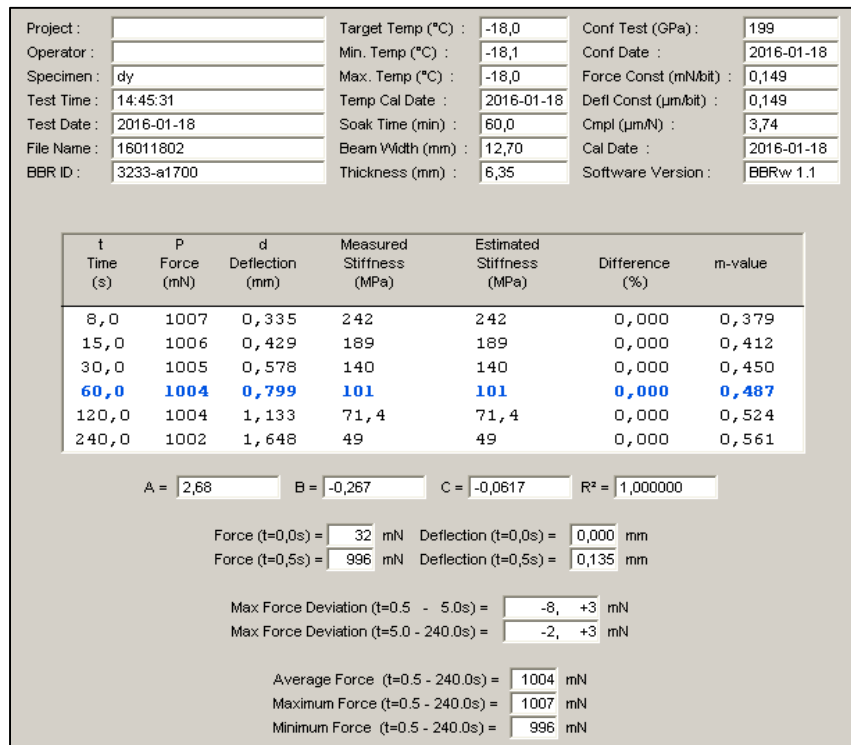 Project : Target Temp (°C) : -18,0 Conf Test (GPa) : 199
Operator : Min. Temp (°C) : -18,1 Conf Date : 2016-01-18
Specimen : dy Max. Temp (°C) : -18,0 Force Const (mN/bit) : 0,149
Test Time : 14:45:31 Temp Cal Date : 2016-01-18 Defl Const (µm/bit) : 0,149
Test Date : 2016-01-18 Soak Time (min) : 60,0 Cmpl (µm/N) : 3,74
File Name : 16011802 Beam Width (mm) : 12,70 Cal Date : 2016-01-18
BBR ID : 3233-a1700 Thickness (mm) : 6,35 Software Version : BBRw 1.1
t P d Measured Estimated
Time Force Deflection Stiffness Stiffness Difference m-value
(s) (mN) (mm) (MPa) (MPa) (%)
8,0 1007 0,335 242 242 0,000 0,379
15,0 1006 0,429 189 189 0,000 0,412
30,0 1005 0,578 140 140 0,000 0,450
60,0 1004 0,799 101 101 0,000 0,487
120,0 1004 1,133 71,4 71,4 0,000 0,524
240,0 1002 1,648 49 49 0,000 0,561
A = 2,68 B = -0,267 C = -0,0617 R² = 1,000000
Force (t=0,0s) = 32 mN Deflection (t=0,0s) = 0,000 mm
Force (t=0,5s) = 996 mN Deflection (t=0,5s) = 0,135 mm
Max Force Deviation (t=0.5 - 5.0s) = -8, +3 mN
Max Force Deviation (t=5.0 - 240.0s) = -2, +3 mN
Average Force (t=0.5 - 240.0s) = 1004 mN
Maximum Force (t=0.5 - 240.0s) = 1007 mN
Minimum Force (t=0.5 - 240.0s) = 996 mN